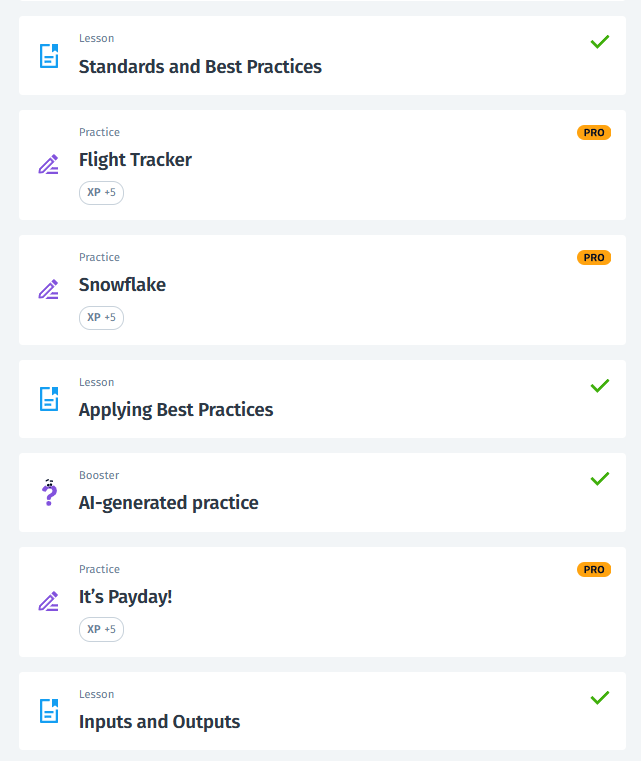 Lesson
Standards and Best Practices
Practice
PRO
Flight Tracker
XP +5
Practice
PRO
Snowflake
XP +5
Lesson
Applying Best Practices
Booster
AI-generated practice
Practice
PRO
It’s Payday!
XP +5
Lesson
Inputs and Outputs